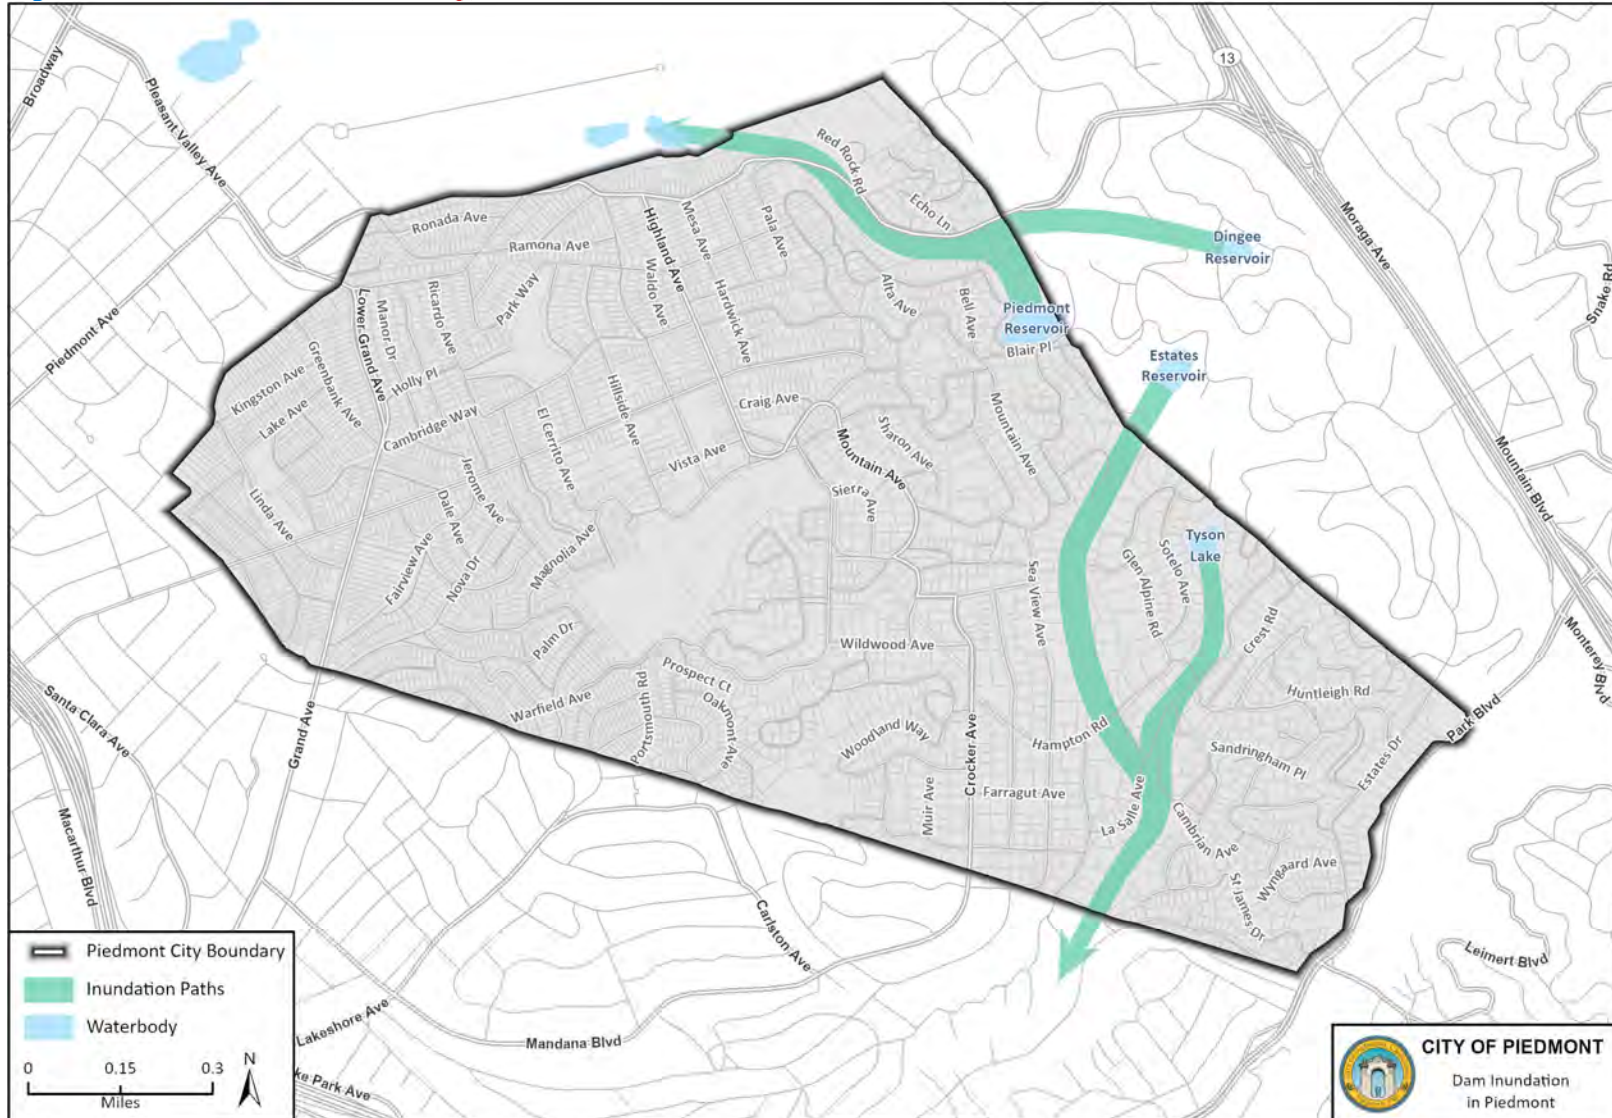 Broadway
Pleasant Valley Ave
13
Red Rock Rd
Echo Ln
Moraga Ave
Snake Rd
Ronada Ave
Ramona Ave
Highland Ave
Mesa Ave
Pala Ave
Dingee
Reservoir
Piedmont Ave
Lower Grand Ave
Manor Dr
Ricardo Ave
Park Way
Waldo Ave
Hardwick Ave
Alta Ave
Bell Ave
Piedmont
Reservoir
Blair Pl
Estates
Reservoir
Kingston Ave
Greenbank Ave
Lake Ave
Holly Pl
Cambridge Way
El Cerrito Ave
Hillside Ave
Craig Ave
Vista Ave
Mountain Ave
Sharon Ave
Mountain Ave
Sierra Ave
Mountain Blvd
Linda Ave
Jerome Ave
Dale Ave
Fairview Ave
Nova Dr
Magnolia Ave
Palm Dr
Sea View Ave
Glen Alpine Rd
Sotelo Ave
Tyson
Lake
Crest Rd
Monterey Blvd
Wildwood Ave
Prospect Ct
Oakmont Ave
Portsmouth Rd
Warfield Ave
Woodland Way
Crocker Ave
Hampton Rd
Huntleigh Rd
Park Blvd
Sandringham Pl
Estates Dr
Santa Clara Ave
Grand Ave
Macarthur Blvd
Muir Ave
Farragut Ave
La Salle Ave
Cambrian Ave
Wyngaard Ave
St James Dr
Carlston Ave
Leimert Blvd
Lakeshore Ave
Mandana Blvd
ke Park Ave
Piedmont City Boundary
Inundation Paths
Waterbody
0 0.15 0.3
Miles
N
CITY OF PIEDMONT
Dam Inundation
in Piedmont